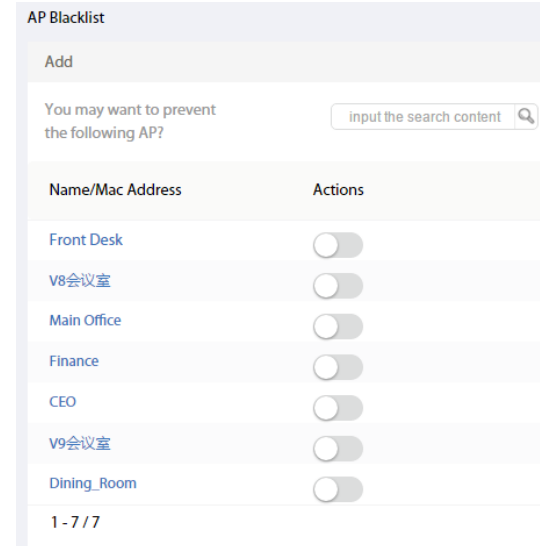 AP Blacklist
Add
You may want to prevent
the following AP?
input the search content
Name/Mac Address Actions
Front Desk
V8会议室
Main Office
Finance
CEO
V9会议室
Dining_Room
1 - 7 / 7